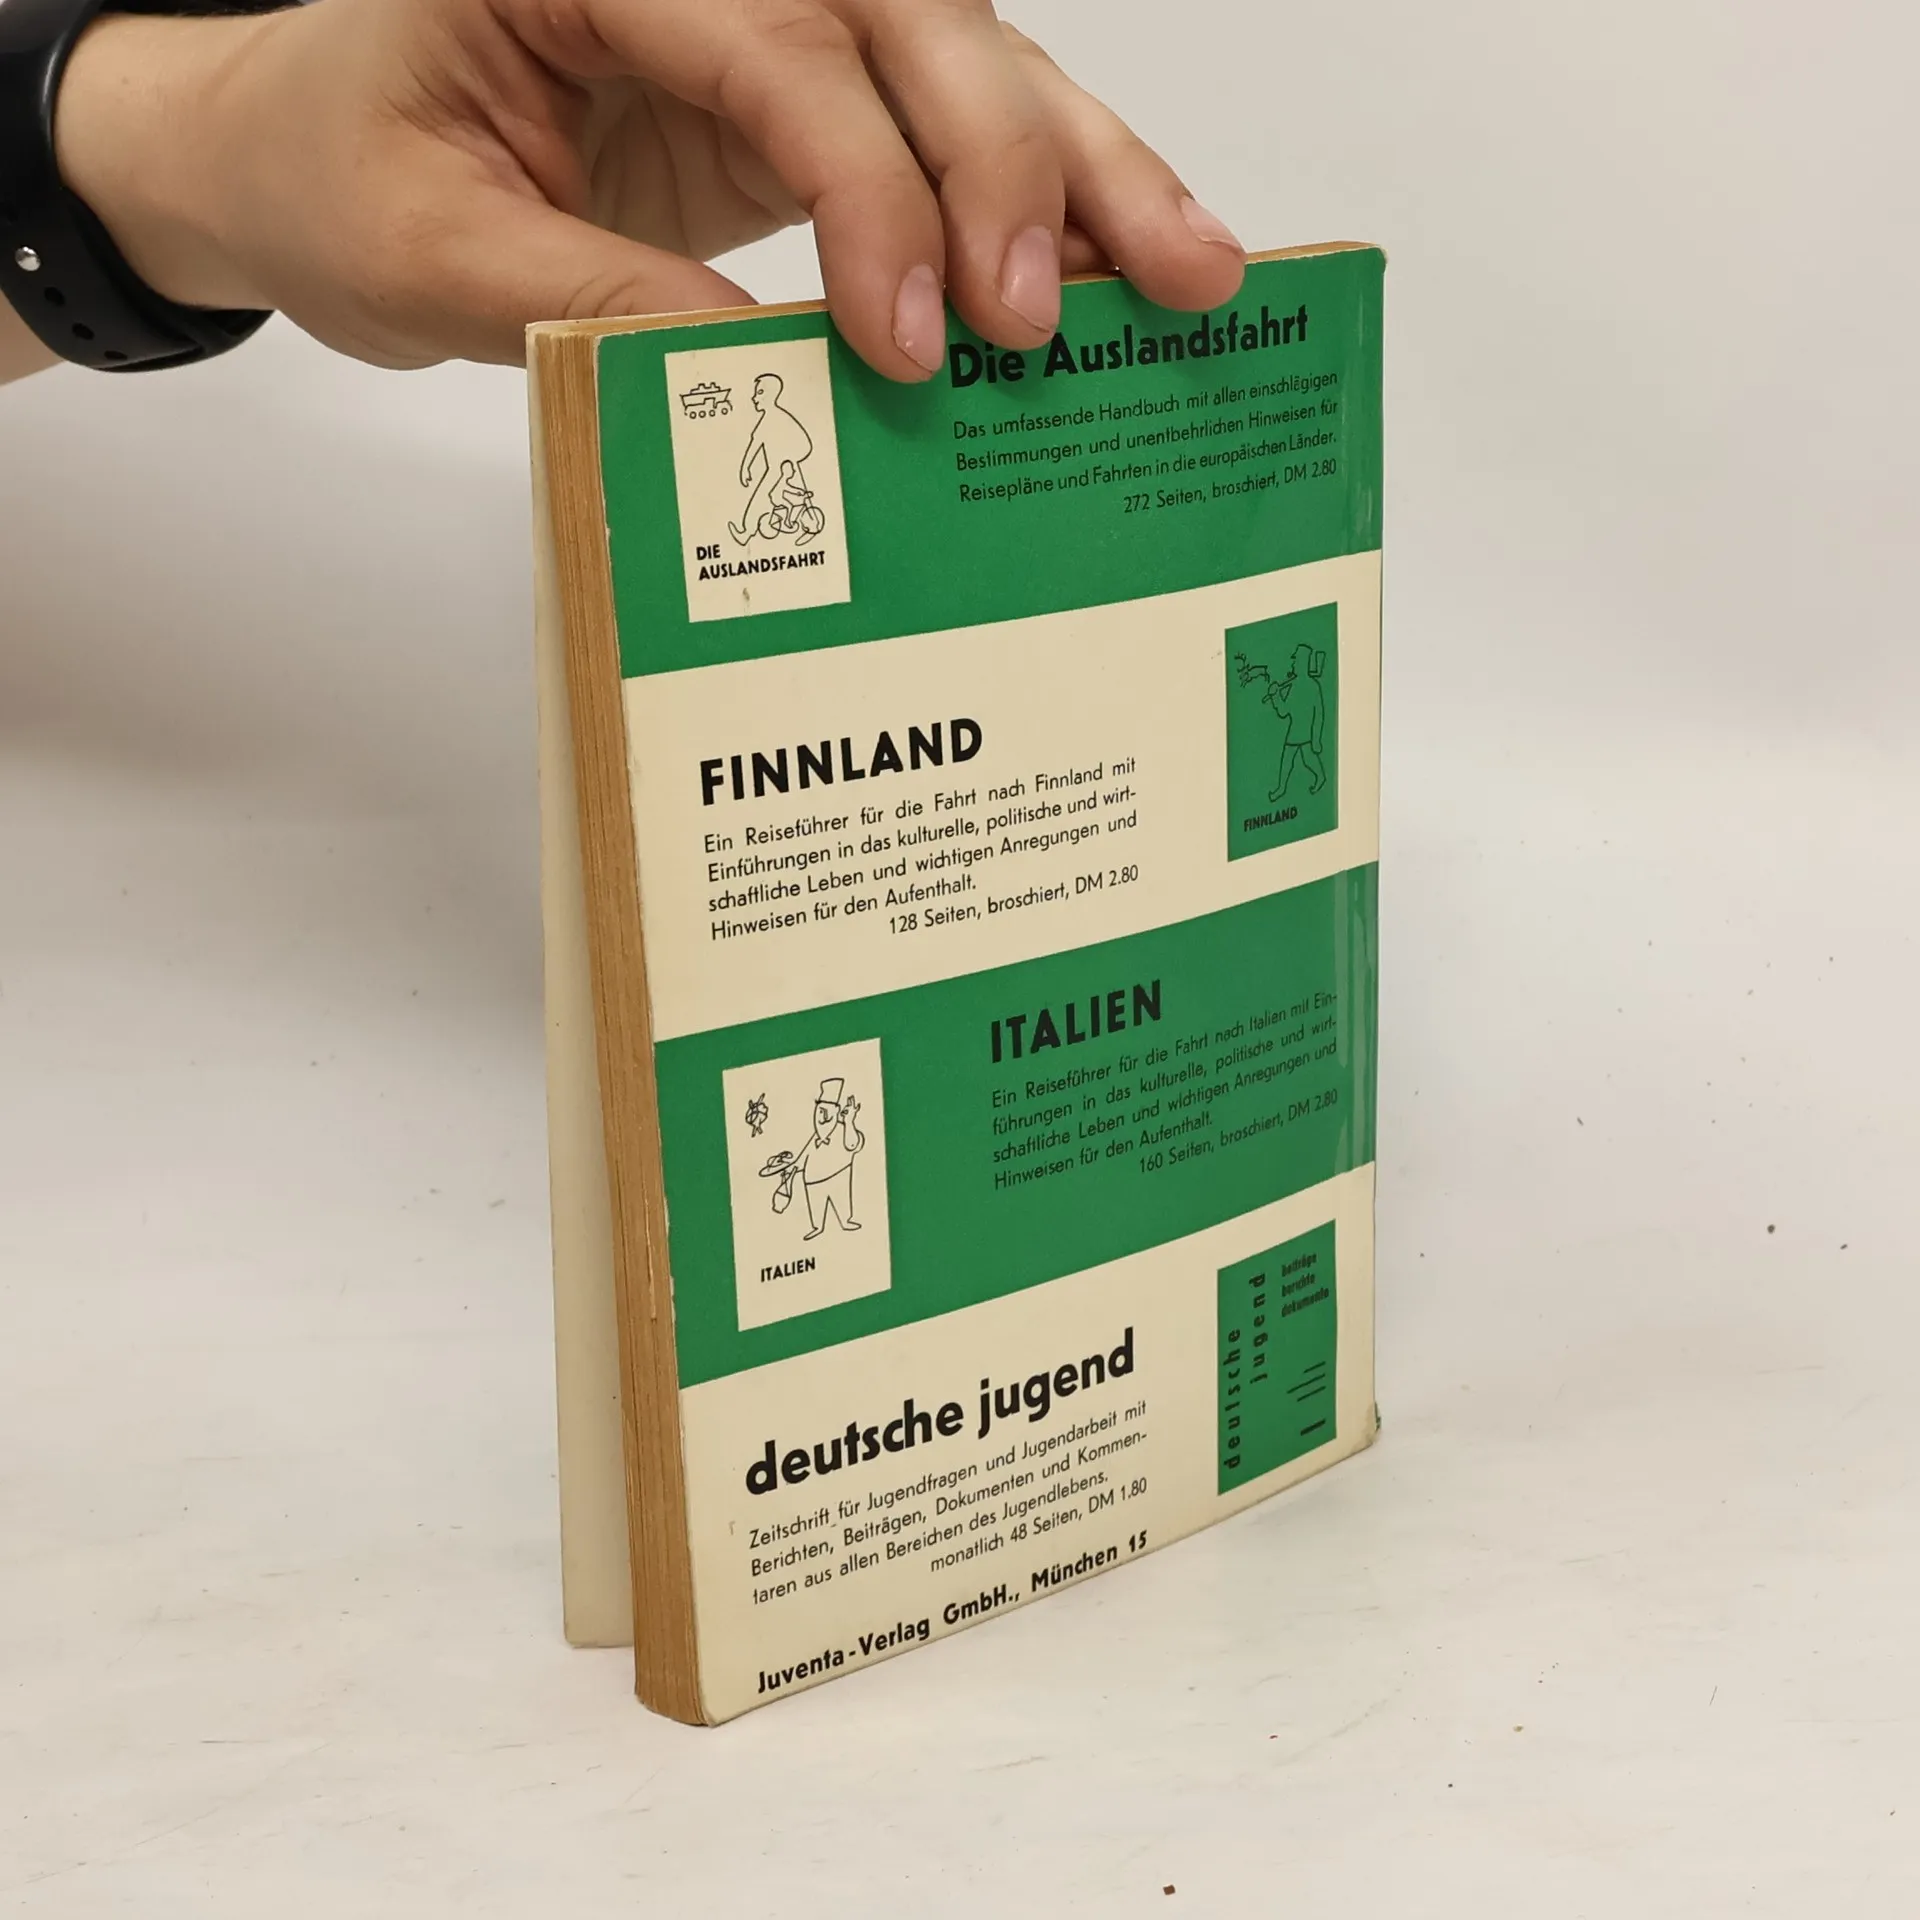 Die Auslandsfahrt
Das umfassende Handbuch mit allen einschlägigen
Bestimmungen und unentbehrlichen Hinweisen für
Reisepläne und Fahrten in die europäischen Länder.
272 Seiten, broschiert, DM 2.80
DIE
AUSLANDSFAHRT
FINNLAND
Ein Reiseführer für die Fahrt nach Finnland mit
Einführungen in das kulturelle, politische und wirt-
schaftliche Leben und wichtigen Anregungen und
Hinweisen für den Aufenthalt.
128 Seiten, broschiert, DM 2.80
FINNLAND
ITALIEN
Ein Reiseführer für die Fahrt nach Italien mit Ein-
führungen in das kulturelle, politische und wirt-
schaftliche Leben und wichtigen Anregungen und
Hinweisen für den Aufenthalt.
160 Seiten, broschiert, DM 2.80
ITALIEN
deutsche jugend
Zeitschrift für Jugendfragen und Jugendarbeit mit
Berichten, Beiträgen, Dokumenten und Kommen-
taren aus allen Bereichen des Jugendlebens.
monatlich 48 Seiten, DM 1.80
deutsche
jugend
beiträge
berichte
dokumente
Juventa-Verlag GmbH., München 15